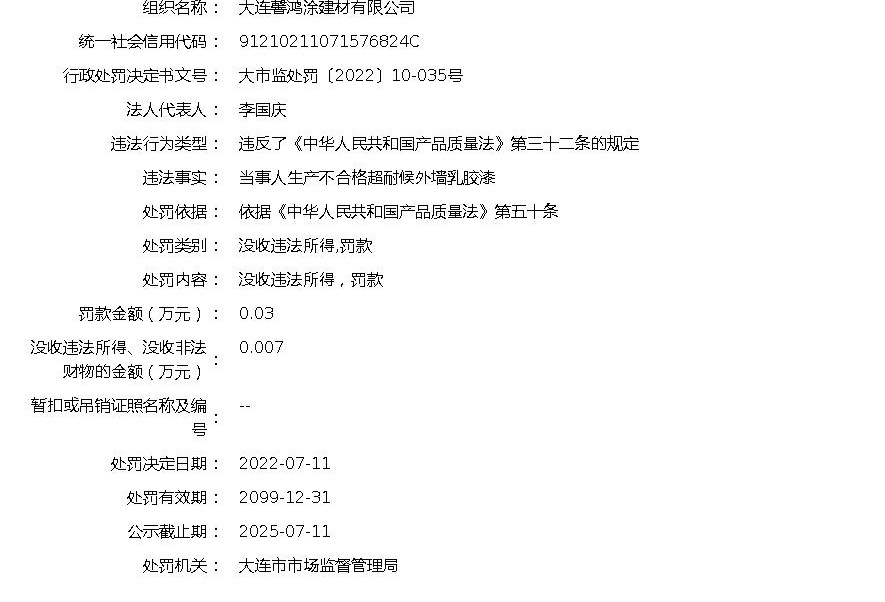 组织名称： 大连馨鸿涂建材有限公司
统一社会信用代码： 91210211071576824C
行政处罚决定书文号： 大市监处罚〔2022〕10-035号
法人代表人： 李国庆
违法行为类型： 违反了《中华人民共和国产品质量法》第三十二条的规定
违法事实： 当事人生产不合格超耐候外墙乳胶漆
处罚依据： 依据《中华人民共和国产品质量法》第五十条
处罚类别： 没收违法所得,罚款
处罚内容： 没收违法所得，罚款
罚款金额（万元）： 0.03
没收违法所得、没收非法 0.007
财物的金额（万元）：
暂扣或吊销证照名称及编 --
号：
处罚决定日期： 2022-07-11
处罚有效期： 2099-12-31
公示截止期： 2025-07-11
处罚机关： 大连市市场监督管理局